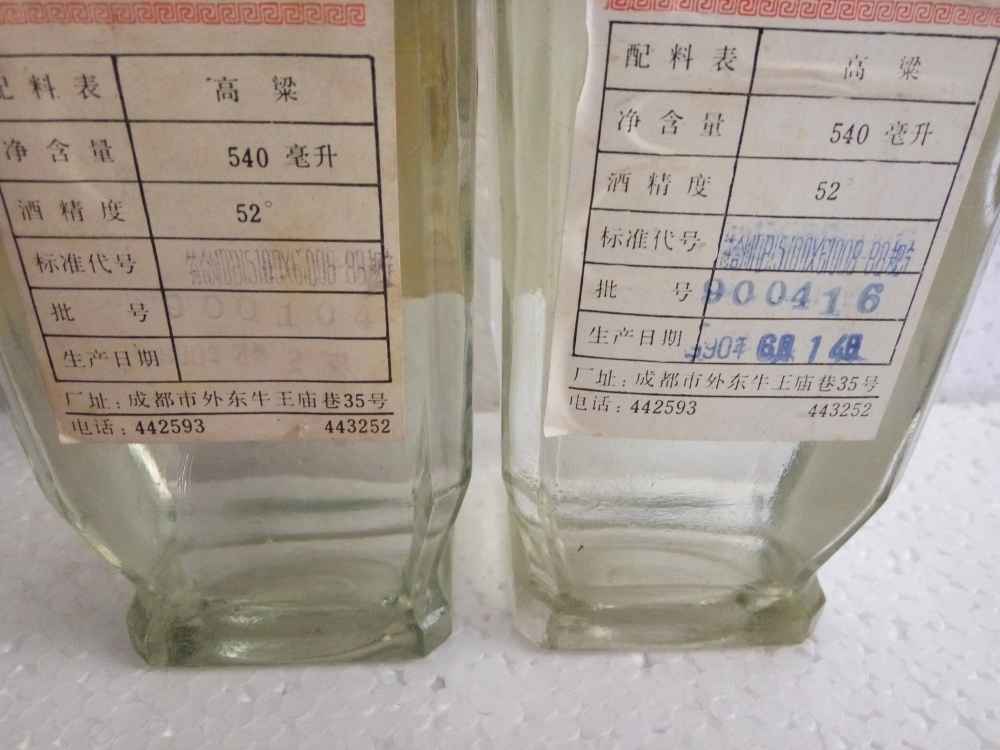 料表 高粱
净含量 540 毫升
酒精度 52°
标准代号
批号 900104
生产日期
厂址：成都市外东牛王庙巷35号
电话：442593 443252
配料表 高粱
净含量 540 毫升
酒精度 52°
标准代号
批号 900416
生产日期
厂址：成都市外东牛王庙巷35号
电话：442593 443252